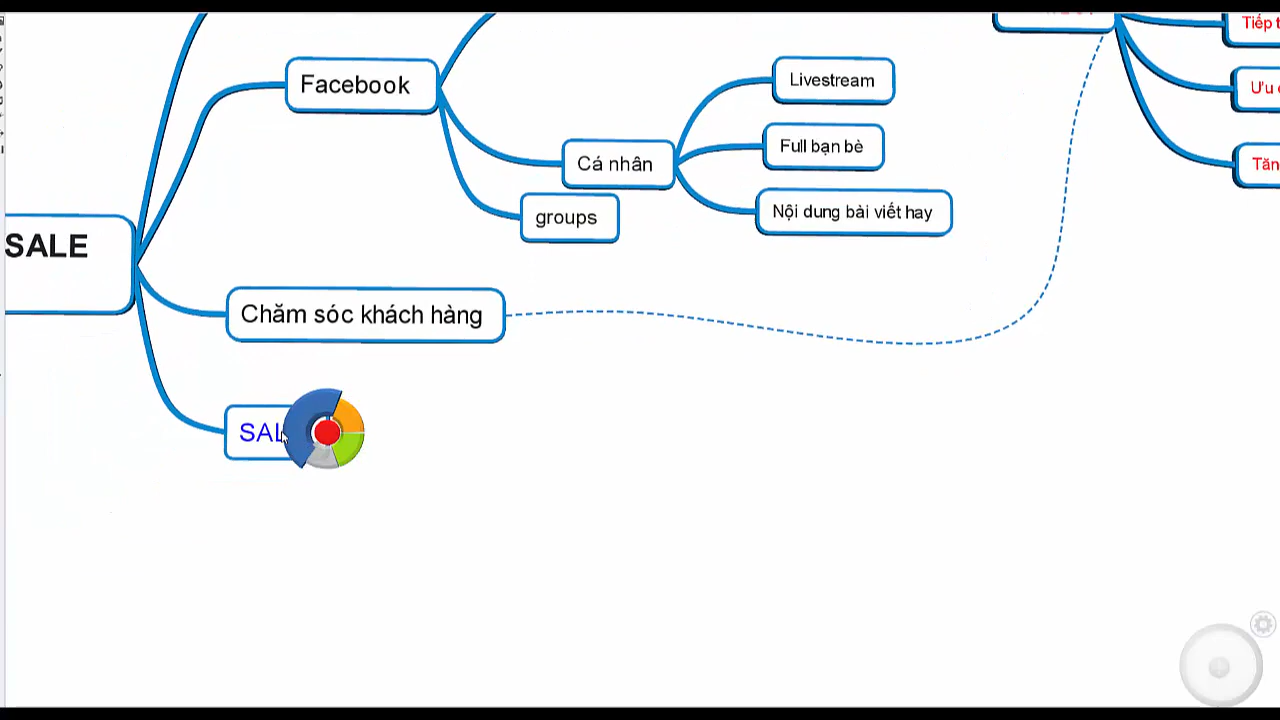 Tiếp
Facebook
Livestream
Ưu
Full bạn bè
Cá nhân
Tăn
Nội dung bài viết hay
groups
SALE
Chăm sóc khách hàng
SAL